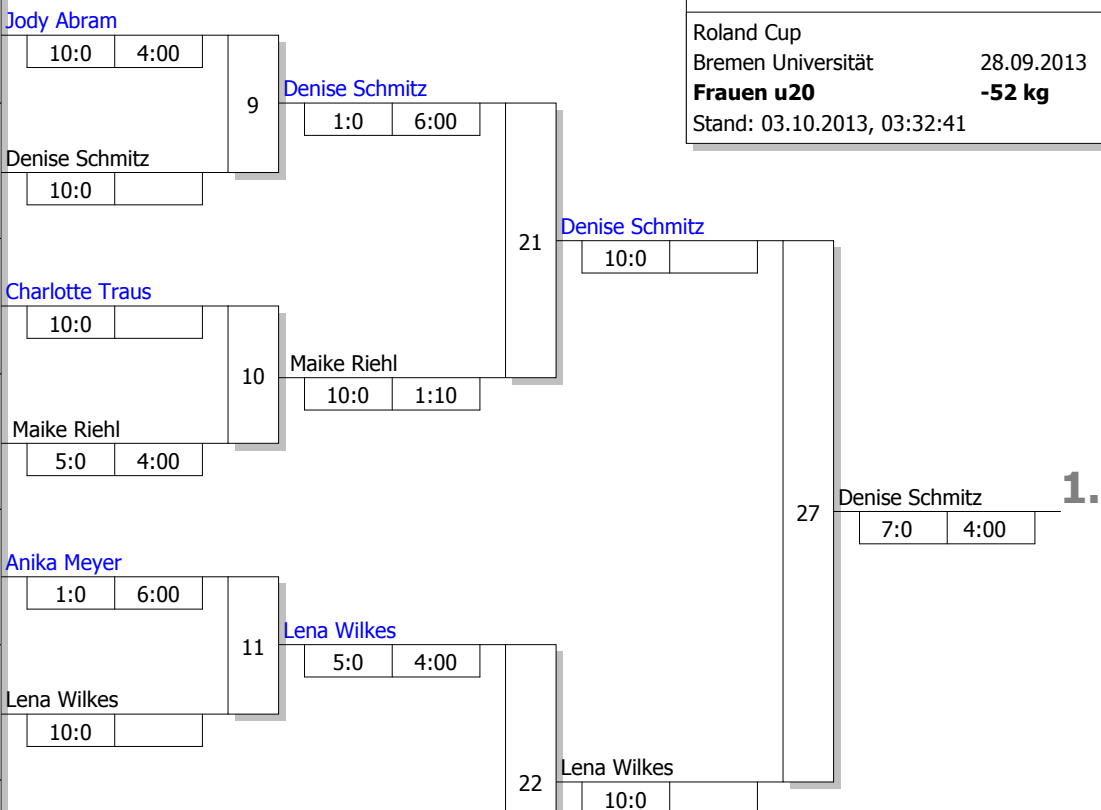 Roland Cup
Bremen Universität 28.09.2013
Frauen u20 -52 kg
Stand: 03.10.2013, 03:32:41
Jody Abram
10:0 4:00
9
Denise Schmitz
10:0
Denise Schmitz
1:0 6:00
Charlotte Traus
10:0
10
Maike Riehl
5:0 4:00
Maike Riehl
10:0 1:10
21
Denise Schmitz
10:0
Anika Meyer
1:0 6:00
11
Lena Wilkes
10:0
Lena Wilkes
5:0 4:00
22
Lena Wilkes
10:0
27
Denise Schmitz 1.
7:0 4:00